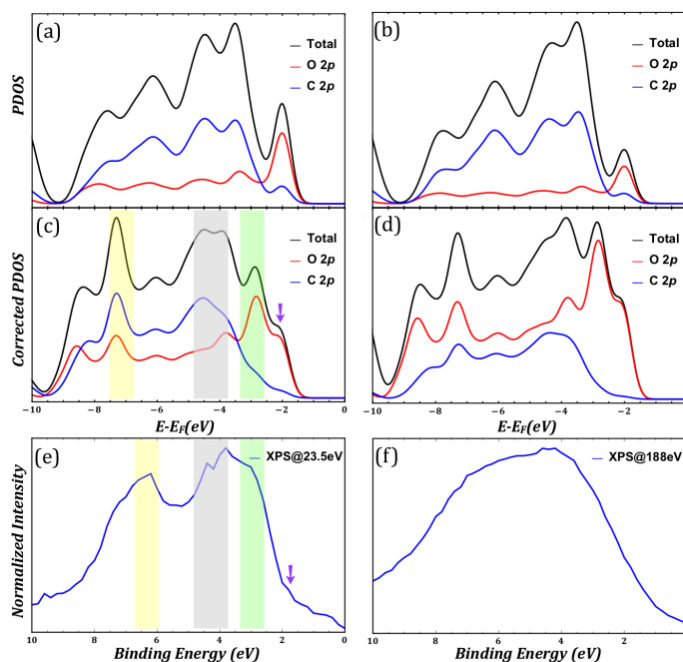 (a)
Total
O 2p
C 2p
PDOS
(b)
Total
O 2p
C 2p
(c)
Total
O 2p
C 2p
Corrected PDOS
-10 -8 -6 -4 -2 0
E-EF(eV)
(d)
Total
O 2p
C 2p
-10 -8 -6 -4 -2
E-EF(eV)
(e)
XPS@23.5eV
Normalized Intensity
10 8 6 4 2 0
Binding Energy (eV)
(f)
XPS@188eV
10 8 6 4 2
Binding Energy (eV)